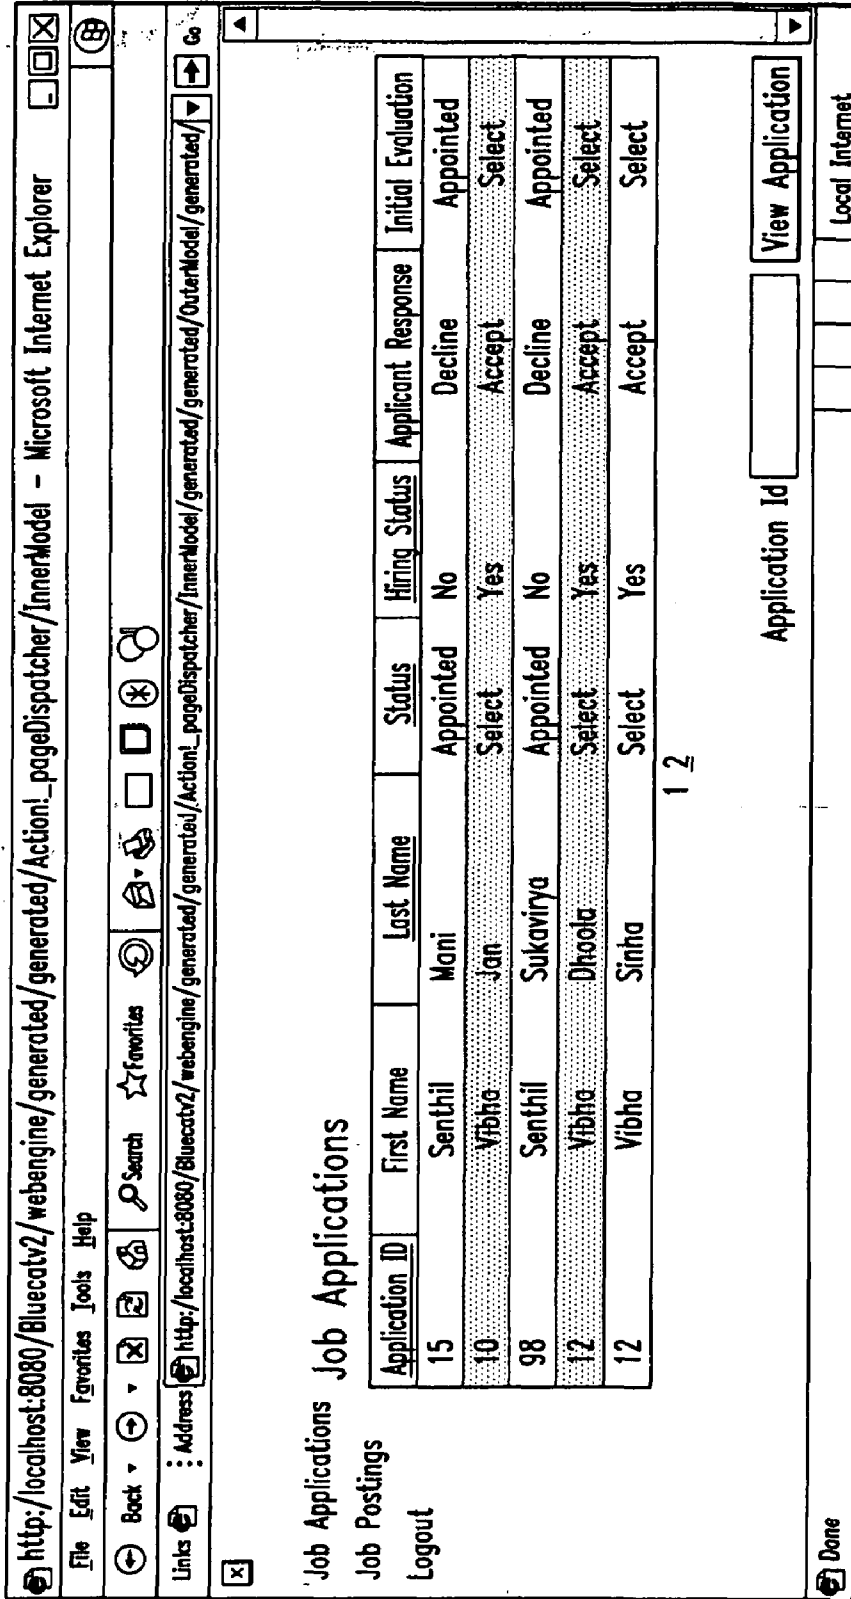 http:/localhost:8080/Bluecatv2/webengine/generated/generated/Action!_pageDispatcher/InnerModel - Microsoft Internet Explorer
File Edit View Favorites Tools Help
Back Search Favorites
Links Address http:/localhost:8080/Bluecatv2/webengine/generated/generated/Action!_pageDispatcher/InnerModel/generated/generated/OuterModel/generated/ Go
Job Applications Job Applications
Job Postings
Logout
Application ID First Name Last Name Status Hiring Status Applicant Response Initial Evaluation
15 Senthil Mani Appointed No Decline Appointed
10 Vibha Jan Select Yes Accept Select
98 Senthil Sukavirya Appointed No Decline Appointed
12 Vibha Dhoola Select Yes Accept Select
12 Vibha Sinha Select Yes Accept Select
1 2
Application Id View Application
Done Local Internet